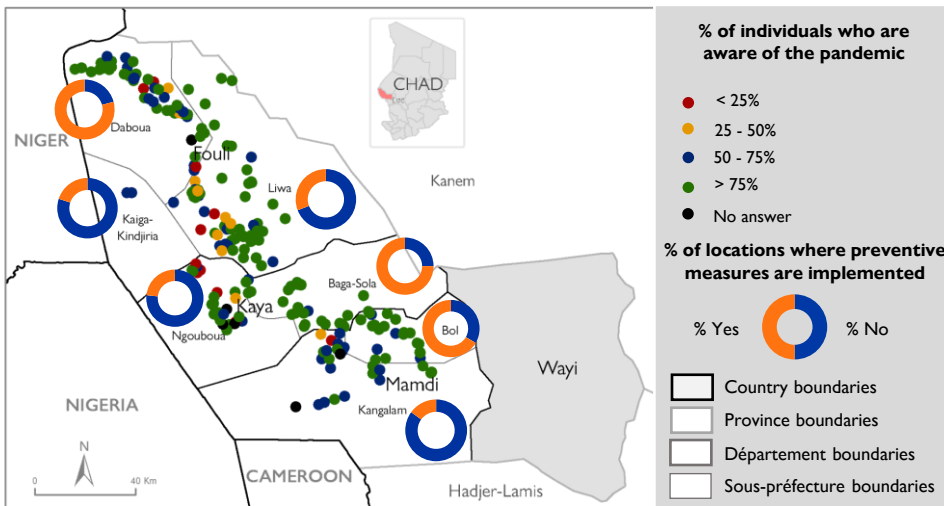 % of individuals who are
aware of the pandemic
< 25%
25 - 50%
50 - 75%
> 75%
No answer
% of locations where preventive
measures are implemented
% Yes
% No
Country boundaries
Province boundaries
Département boundaries
Sous-préfecture boundaries
CHAD
Lac
NIGER
Daboua
Fouli
Kanem
Liwa
Kaiga-
Kindjiria
Baga-Sola
Kaya
Ngouboua
Bol
Wayi
Mamdi
NIGERIA
Kangalam
N
CAMEROON
0
40 Km
Hadjer-Lamis